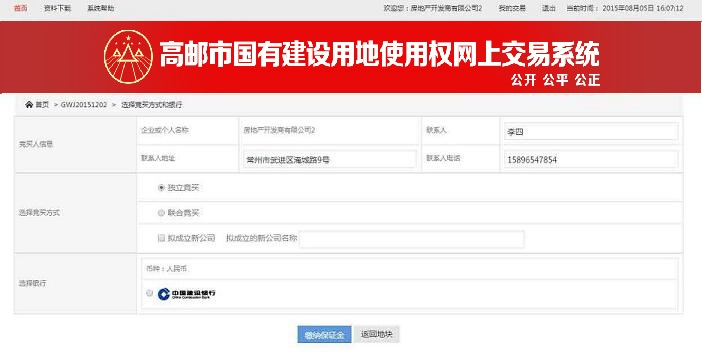 首页 资料下载 系统帮助 欢迎您：房地产开发商有限公司2 我的交易 退出 当前时间： 2015年08月05日 16:07:12
高邮市国有建设用地使用权网上交易系统
公开 公平 公正
首页 > GWJ20151202 > 选择竞买方式和银行
竞买人信息
企业或个人名称 房地产开发商有限公司2 联系人 李四
联系人地址 常州市武进区淹城路9号 联系人电话 15896547854
选择竞买方式
独立竞买
联合竞买
拟成立新公司 拟成立的新公司名称
选择银行
币种：人民币
中国建设银行
China Construction Bank
缴纳保证金 返回地块